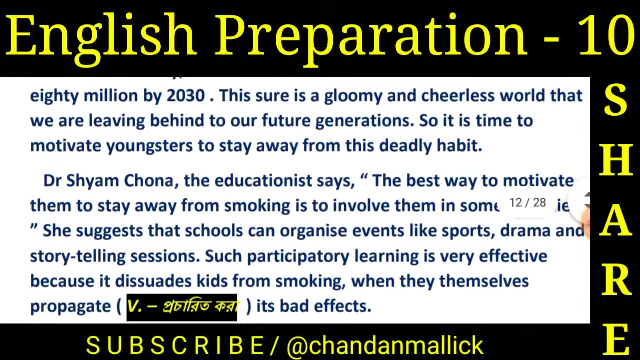 English Preparation - 10
eighty million by 2030 . This sure is a gloomy and cheerless world that
we are leaving behind to our future generations. So it is time to
motivate youngsters to stay away from this deadly habit.
Dr Shyam Chona, the educationist says, “ The best way to motivate
them to stay away from smoking is to involve them in some
12 / 28
” She suggests that schools can organise events like sports, drama and
story-telling sessions. Such participatory learning is very effective
because it dissuades kids from smoking, when they themselves
propagate ( V. – প্রচারিত করা ) its bad effects.
SHARE
SUBSCRIBE / @chandanmallick